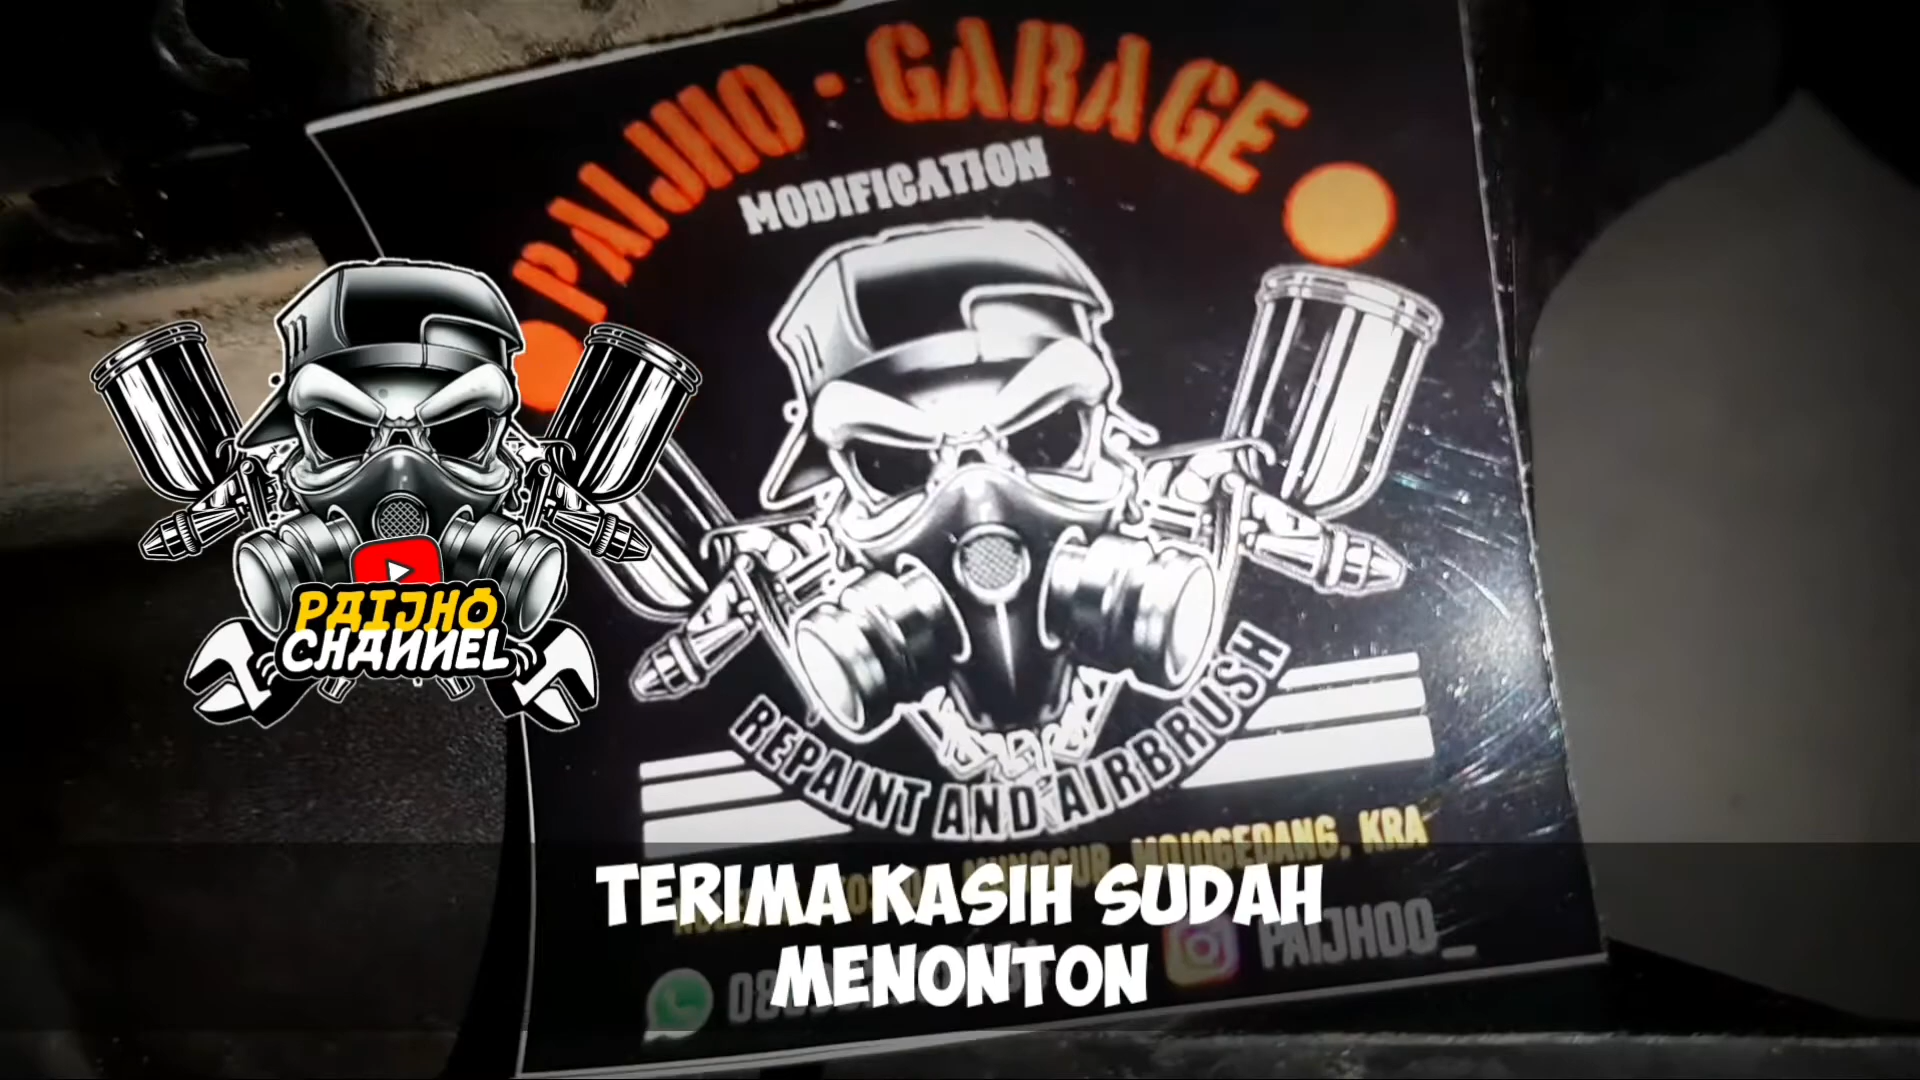 PAIJHO · GARAGE
MODIFICATION
PAIJHO
CHANNEL
REPAINT AND AIRBRUSH
MOJOGEDANG, KRA
TERIMA KASIH SUDAH
MENONTON
PAIJHOO_